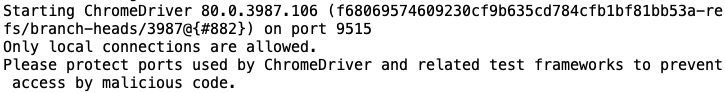 Starting ChromeDriver 80.0.3987.106 (f68069574609230cf9b635cd784cfb1bf81bb53a-re
fs/branch-heads/3987@{#882}) on port 9515
Only local connections are allowed.
Please protect ports used by ChromeDriver and related test frameworks to prevent
 access by malicious code.